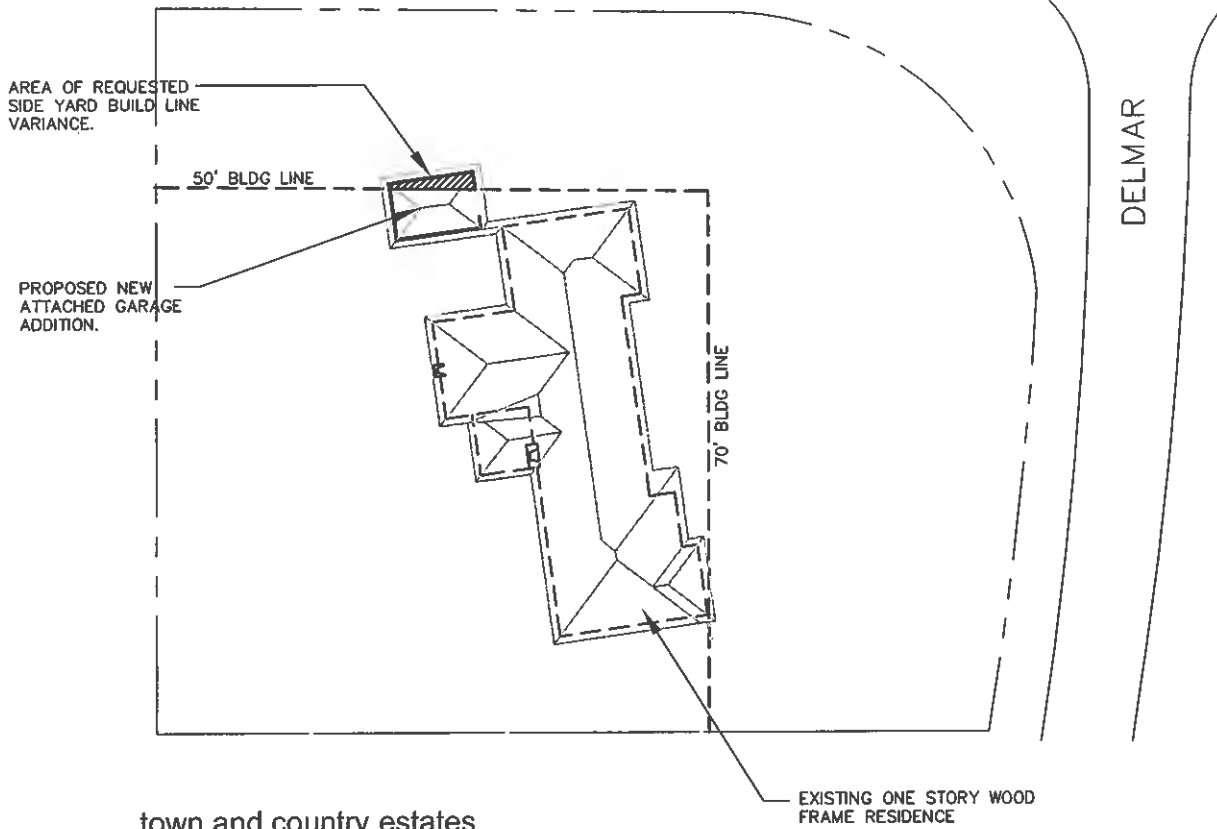 AREA OF REQUESTED
SIDE YARD BUILD LINE
VARIANCE.
50' BLDG LINE
DELMAR
PROPOSED NEW
ATTACHED GARAGE
ADDITION.
70' BLDG LINE
EXISTING ONE STORY WOOD
FRAME RESIDENCE
town and country estates